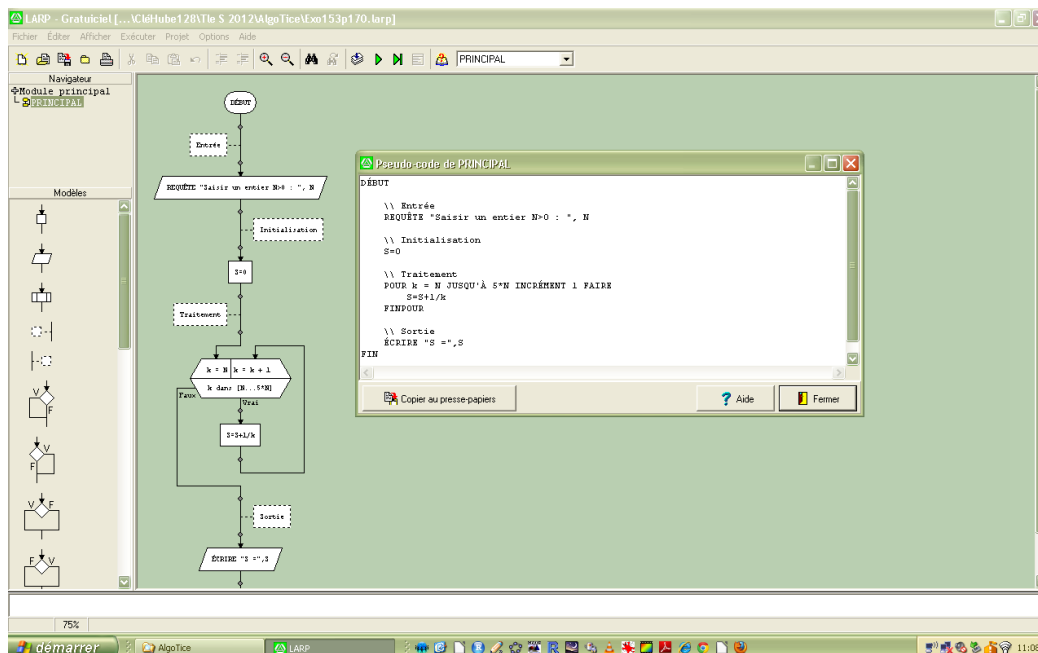 LARP - Gratuiciel [...\CléHube128\Tle S 2012\AlgoTice\Exo153p170.larp]
Fichier Éditer Afficher Exécuter Projet Options Aide
PRINCIPAL
Navigateur
Module principal
PRINCIPAL
Modèles
V
F
V
F
V F
F V
DÉBUT
Entrée
REQUÊTE "Saisir un entier N>0 : ", N
Initialisation
S=0
Traitement
k = N k = k + 1
k dans [N...5*N]
Faux
Vrai
S=S+1/k
Sortie
ÉCRIRE "S =",S
Pseudo-code de PRINCIPAL
DÉBUT
\\ Entrée
REQUÊTE "Saisir un entier N>0 : ", N
\\ Initialisation
S=0
\\ Traitement
POUR k = N JUSQU'À 5*N INCRÉMENT 1 FAIRE
S=S+1/k
FINPOUR
\\ Sortie
ÉCRIRE "S =",S
FIN
Copier au presse-papiers
? Aide
Fermer
75%
démarrer
AlgoTice
LARP
11:08